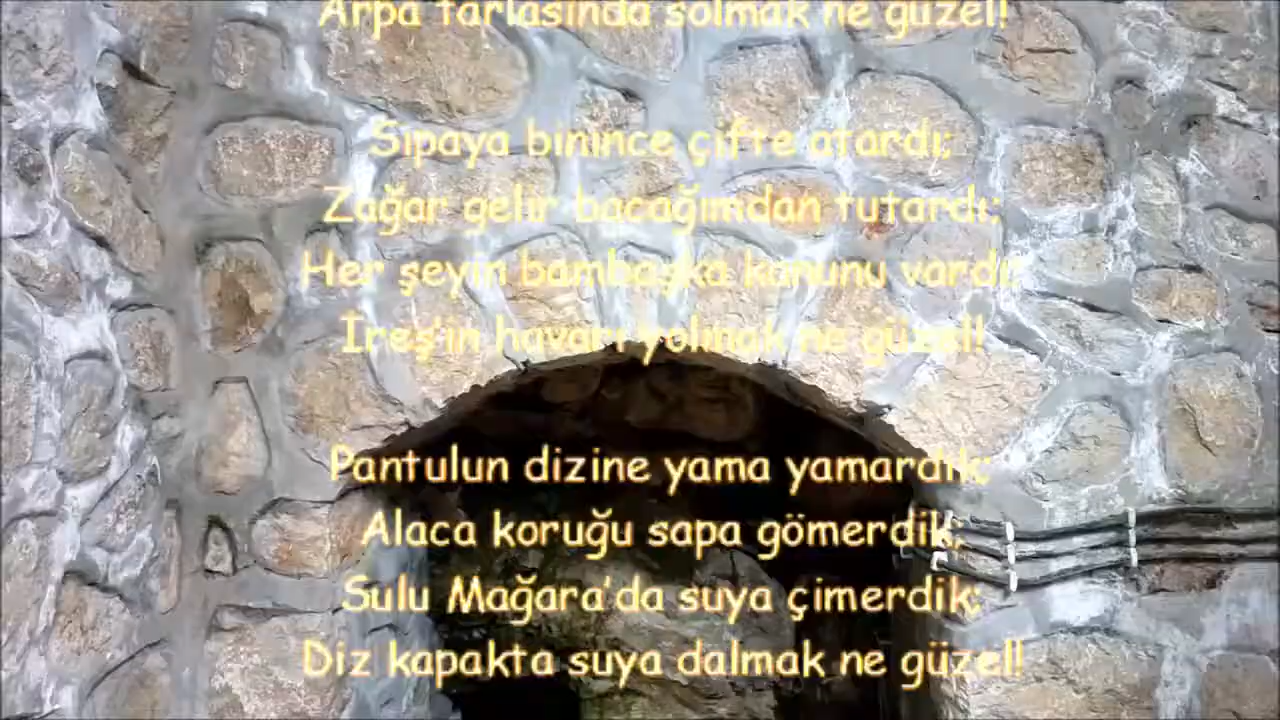 Arpa tarlasında solmak ne güzel!
Sıpaya binince çifte atardı;
Zağar gelir bacağımdan tutardı;
Her şeyin bambaşka kanunu vardı;
İreş'in havarı yolmak ne güzel!
Pantulun dizine yama yamardık;
Alaca koruğu sapa gömerdik;
Sulu Mağara'da suya çimerdik;
Diz kapakta suya dalmak ne güzel!